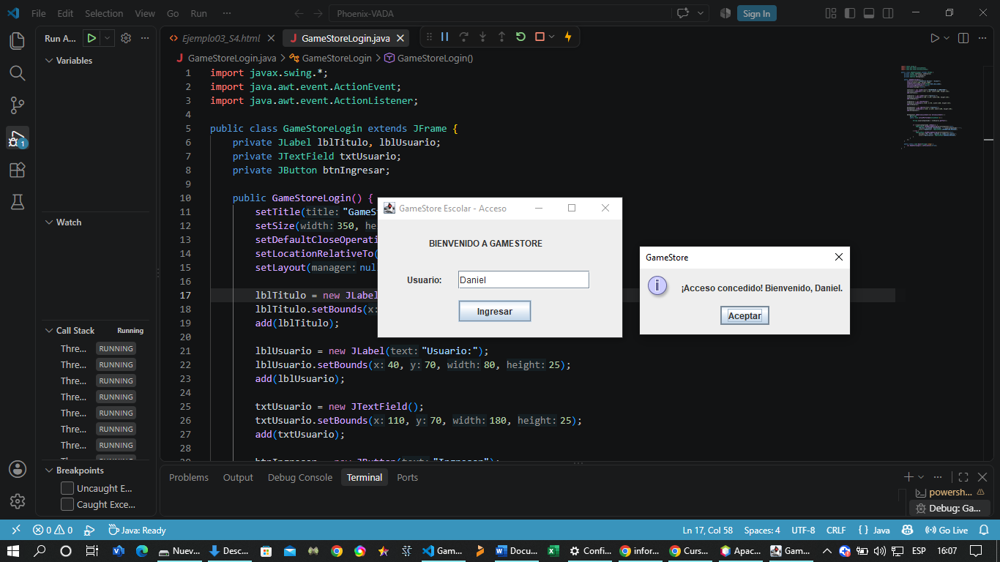 File Edit Selection View Go Run ··· Phoenix-VADA Sign In
Run A... Ejemplo03_S4.html GameStoreLogin.java
GameStoreLogin.java > GameStoreLogin > GameStoreLogin()
Variables
Watch
Call Stack Running
Thre... RUNNING
Thre... RUNNING
Thre... RUNNING
Thre... RUNNING
Thre... RUNNING
Thre... RUNNING
Thre... RUNNING
Breakpoints
Uncaught E...
Caught Exce...
1 import javax.swing.*;
2 import java.awt.event.ActionEvent;
3 import java.awt.event.ActionListener;
4
5 public class GameStoreLogin extends JFrame {
6 private JLabel lblTitulo, lblUsuario;
7 private JTextField txtUsuario;
8 private JButton btnIngresar;
9
10 public GameStoreLogin() {
11 setTitle(title: "GameS
12 setSize(width: 350, he
13 setDefaultCloseOperati
14 setLocationRelativeTo(
15 setLayout(manager: nul
16
17 lblTitulo = new JLabel
18 lblTitulo.setBounds(x:
19 add(lblTitulo);
20
21 lblUsuario = new JLabel(text: "Usuario:");
22 lblUsuario.setBounds(x: 40, y: 70, width: 80, height: 25);
23 add(lblUsuario);
24
25 txtUsuario = new JTextField();
26 txtUsuario.setBounds(x: 110, y: 70, width: 180, height: 25);
27 add(txtUsuario);
28
29 btnIngresar = new JButton(text: "Ingresar");
GameStore Escolar - Acceso
BIENVENIDO A GAMESTORE
Usuario: Daniel
Ingresar
GameStore
¡Acceso concedido! Bienvenido, Daniel.
Aceptar
Problems Output Debug Console Terminal Ports
powersh...
Debug: Ga...
0 0 Java: Ready Ln 17, Col 58 Spaces: 4 UTF-8 CRLF { } Java Go Live
Nuev... Desc... Gam... Docu... Confi... infor... Curs... Apac... Gam... ESP 16:07